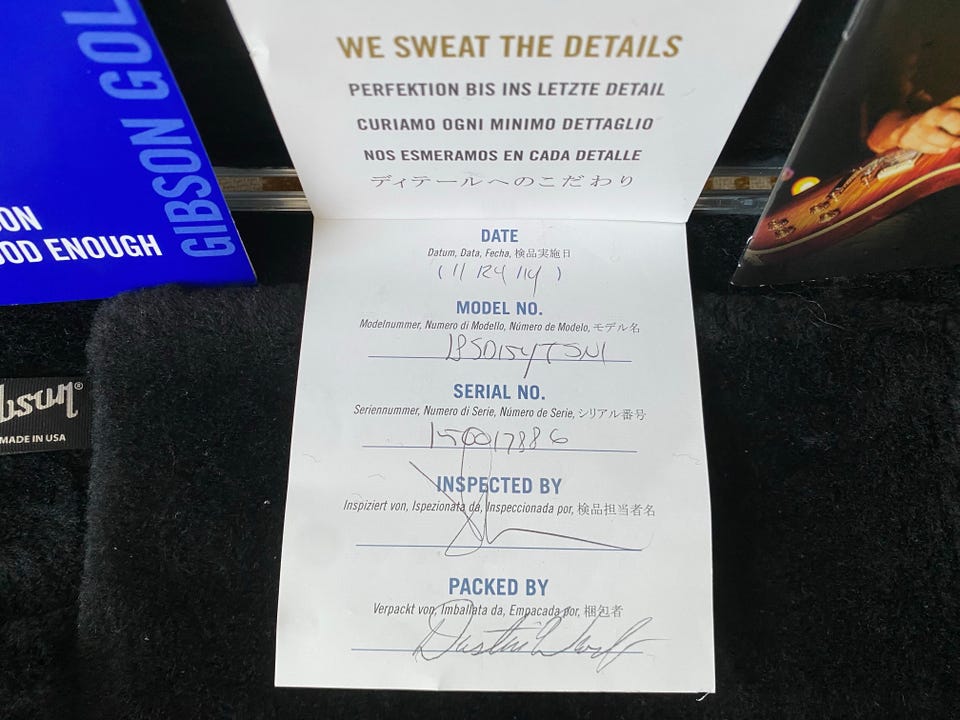 GIBSON GOL
ON
OOD ENOUGH
WE SWEAT THE DETAILS
PERFEKTION BIS INS LETZTE DETAIL
CURIAMO OGNI MINIMO DETTAGLIO
NOS ESMERAMOS EN CADA DETALLE
ディテールへのこだわり
DATE
Datum, Data, Fecha, 検品実施日
(11/24/14)
MODEL NO.
Modelnummer, Numero di Modello, Número de Modelo, モデル名
LPSD15YTSN1
SERIAL NO.
Seriennummer, Numero di Serie, Número de Serie, シリアル番号
150017886
INSPECTED BY
Inspiziert von, Ispezionata da, Inspeccionada por, 検品担当者名
PACKED BY
Verpackt von, Imballata da, Empacada por, 梱包者
Dustin
ibson®
MADE IN USA